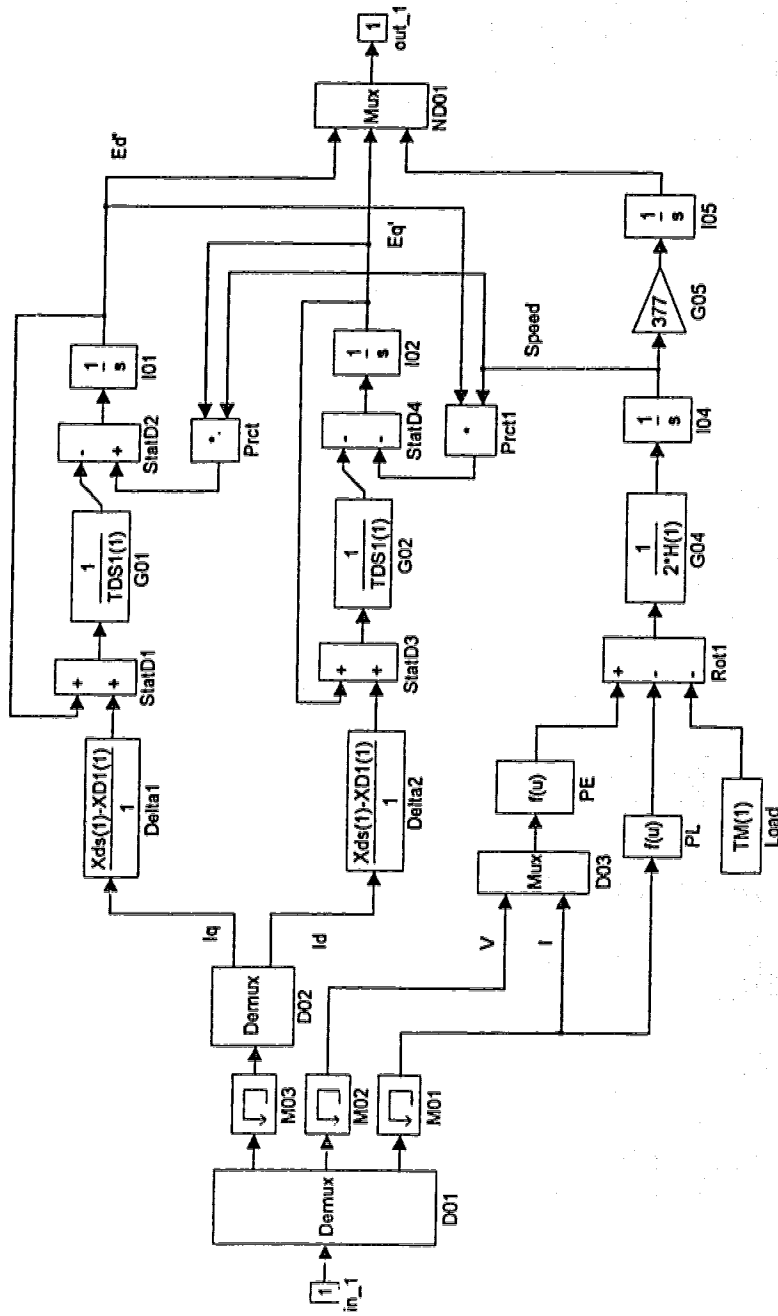 1
in_1
Demux
D01
M03
M02
M01
Demux
D02
Iq
Id
V
I
Xds(1)-XD1(1)
1
Delta1
Xds(1)-XD1(1)
1
Delta2
Mux
D03
f(u)
PE
f(u)
PL
TM(1)
Load
+
+
StatD1
+
+
StatD3
+
-
-
Rot1
1
TDS1(1)
G01
1
TDS1(1)
G02
1
2*H(1)
G04
-
+
StatD2
*.
Prct
-
-
StatD4
*
Prct1
1
s
I01
1
s
I02
1
s
I04
Speed
377
G05
1
s
I05
Ed'
Eq'
Mux
ND01
1
out_1